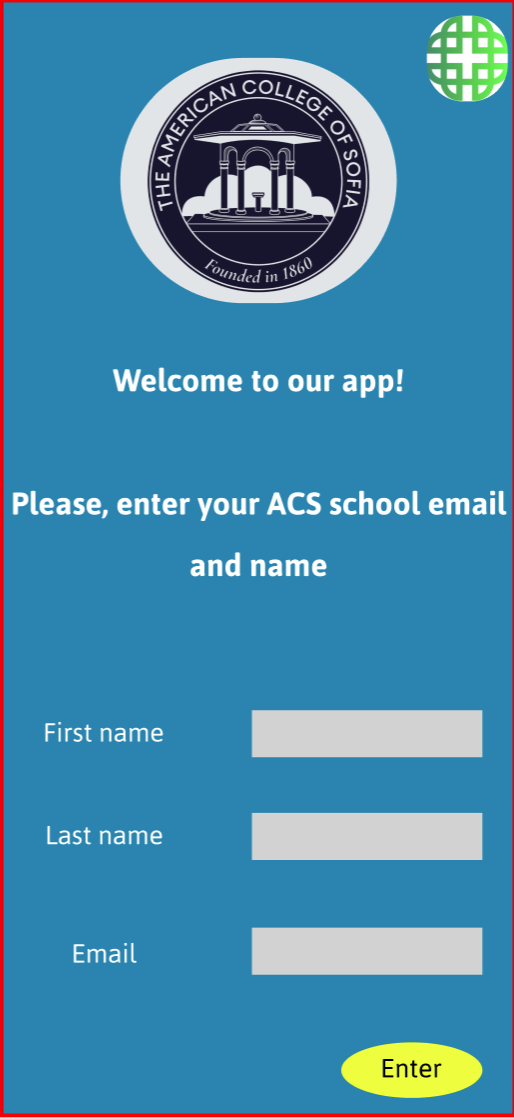 THE AMERICAN COLLEGE OF SOFIA
Founded in 1860
Welcome to our app!
Please, enter your ACS school email
and name
First name
Last name
Email
Enter